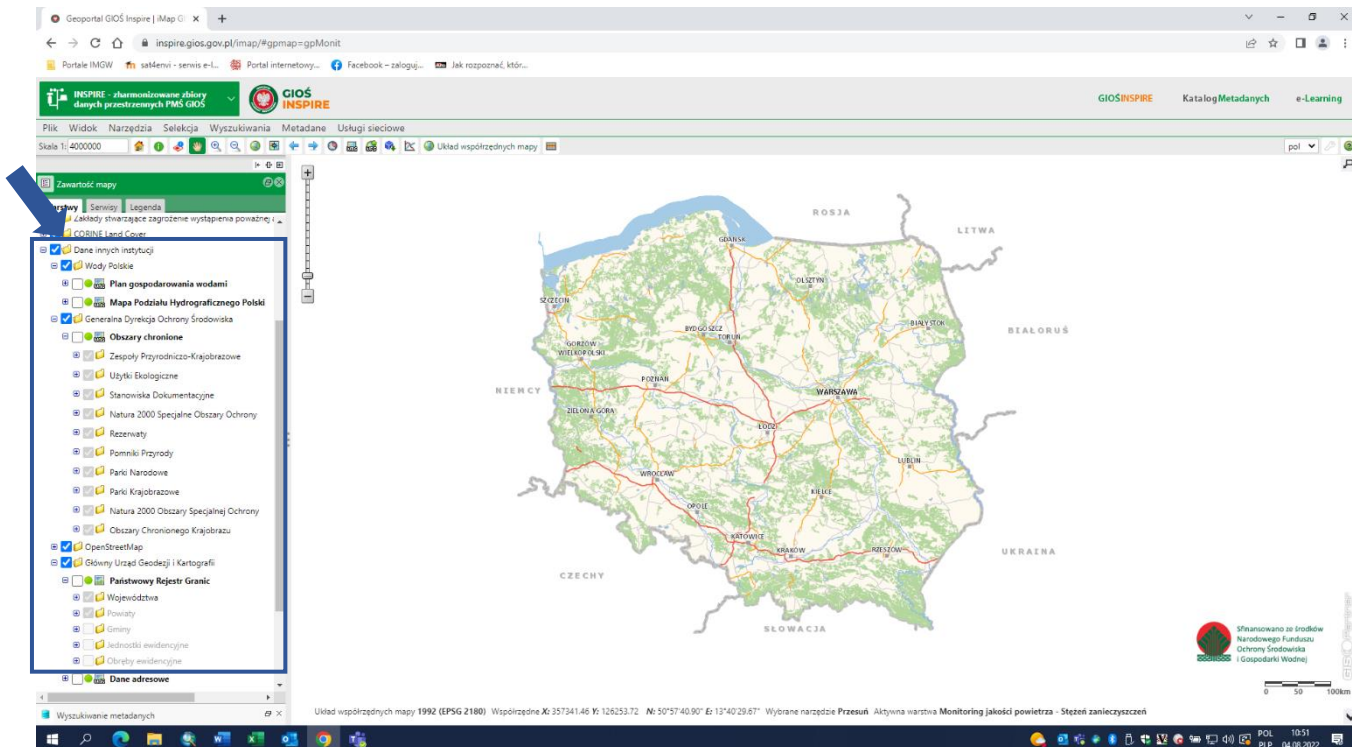 Geoportal GIOŚ Inspire | iMap G
inspire.gios.gov.pl/imap/#gpmap=gpMonit
Portale IMGW sat4envi - serwis e-l... Portal internetowy... Facebook – zaloguj... Jak rozpoznać, któr...
INSPIRE - zharmonizowane zbiory
danych przestrzennych PMŚ GIOŚ
GIOŚ
INSPIRE
GIOŚINSPIRE KatalogMetadanych e-Learning
Plik Widok Narzędzia Selekcja Wyszukiwania Metadane Usługi sieciowe
Skala 1: 4000000 Układ współrzędnych mapy pol
Zawartość mapy
Serwisy Legenda
Zakłady stwarzające zagrożenie wystąpienia poważnej
CORINE Land Cover
Dane innych instytucji
Wody Polskie
Plan gospodarowania wodami
Mapa Podziału Hydrograficznego Polski
Generalna Dyrekcja Ochrony Środowiska
Obszary chronione
Zespoły Przyrodniczo-Krajobrazowe
Użytki Ekologiczne
Stanowiska Dokumentacyjne
Natura 2000 Specjalne Obszary Ochrony
Rezerwaty
Pomniki Przyrody
Parki Narodowe
Parki Krajobrazowe
Natura 2000 Obszary Specjalnej Ochrony
Obszary Chronionego Krajobrazu
OpenStreetMap
Główny Urząd Geodezji i Kartografii
Państwowy Rejestr Granic
Województwa
Powiaty
Gminy
Jednostki ewidencyjne
Obręby ewidencyjne
Dane adresowe
Wyszukiwanie metadanych
ROSJA
LITWA
GDAŃSK
OLSZTYN
SZCZECIN
BIAŁYSTOK
BYDGOSZCZ
TORUŃ
BIAŁORUŚ
GORZÓW
WIELKOPOLSKI
POZNAŃ
NIEMCY
WARSZAWA
ZIELONA GÓRA
ŁÓDŹ
LUBLIN
WROCŁAW
KIELCE
OPOLE
KATOWICE
KRAKÓW
RZESZÓW
UKRAINA
CZECHY
SŁOWACJA
Sfinansowano ze środków
Narodowego Funduszu
Ochrony Środowiska
i Gospodarki Wodnej
0 50 100km
Układ współrzędnych mapy 1992 (EPSG 2180) Współrzędne X: 357341.46 Y: 126253.72 N: 50°57'40.90" E: 13°40'29.67" Wybrane narzędzie Przesuń Aktywna warstwa Monitoring jakości powietrza - Stężeń zanieczyszczeń
POL 10:51
PLP 04.08.2022